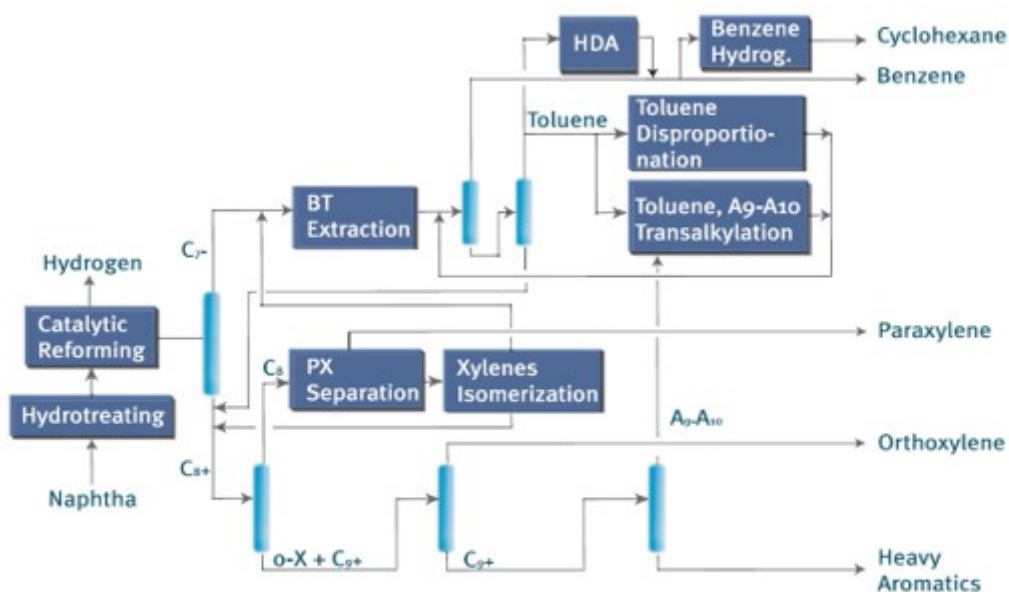 HDA
Benzene
Hydrog.
Cyclohexane
Benzene
Toluene
Toluene
Disproportio-
nation
BT
Extraction
Toluene, A9-A10
Transalkylation
C₇-
Hydrogen
Catalytic
Reforming
Paraxylene
C₈
PX
Separation
Xylenes
Isomerization
Hydrotreating
A₉-A₁₀
Orthoxylene
C₈+
Naphtha
o-X + C₉+
C₉+
Heavy
Aromatics